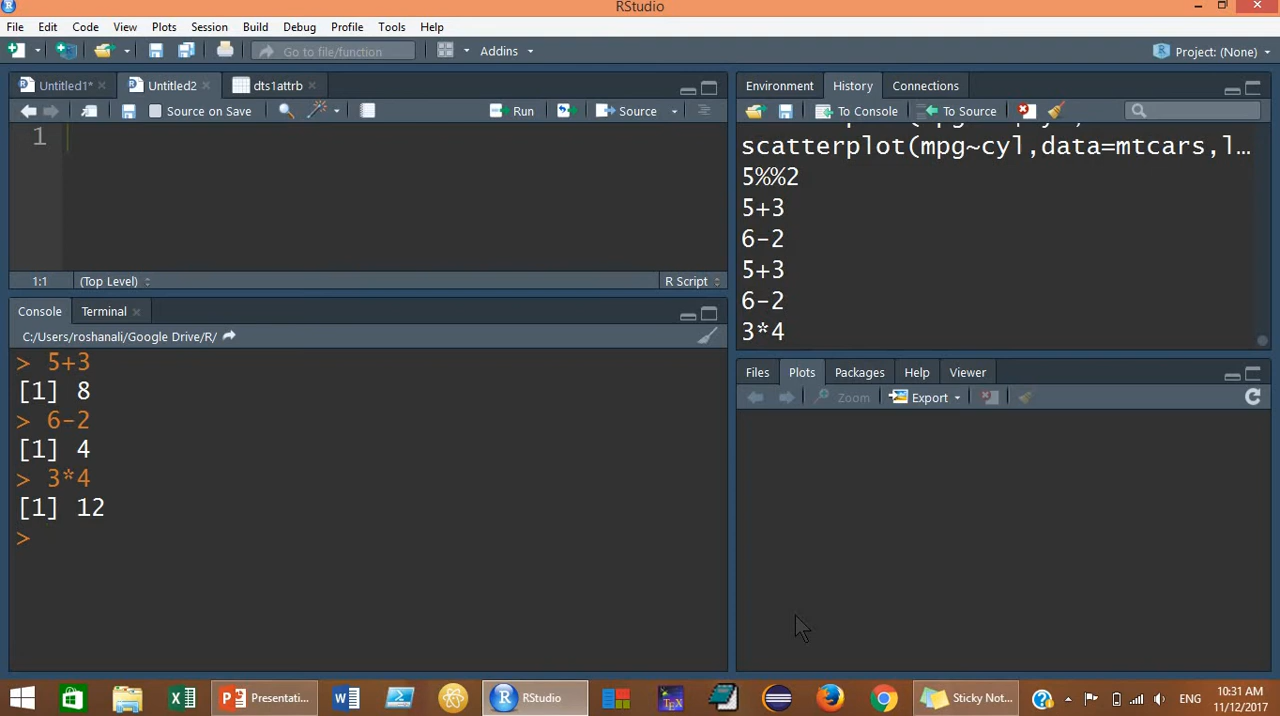 RStudio
File Edit Code View Plots Session Build Debug Profile Tools Help
Go to file/function Addins Project: (None)
Untitled1* Untitled2 dts1attrb
Source on Save Run Source
1
1:1 (Top Level) R Script
Console Terminal
C:/Users/roshanali/Google Drive/R/
> 5+3
[1] 8
> 6-2
[1] 4
> 3*4
[1] 12
>
Environment History Connections
To Console To Source
scatterplot(mpg~cyl,data=mtcars,l...
5%%2
5+3
6-2
5+3
6-2
3*4
Files Plots Packages Help Viewer
Zoom Export
Presentati... RStudio Sticky Not... ENG 10:31 AM
11/12/2017